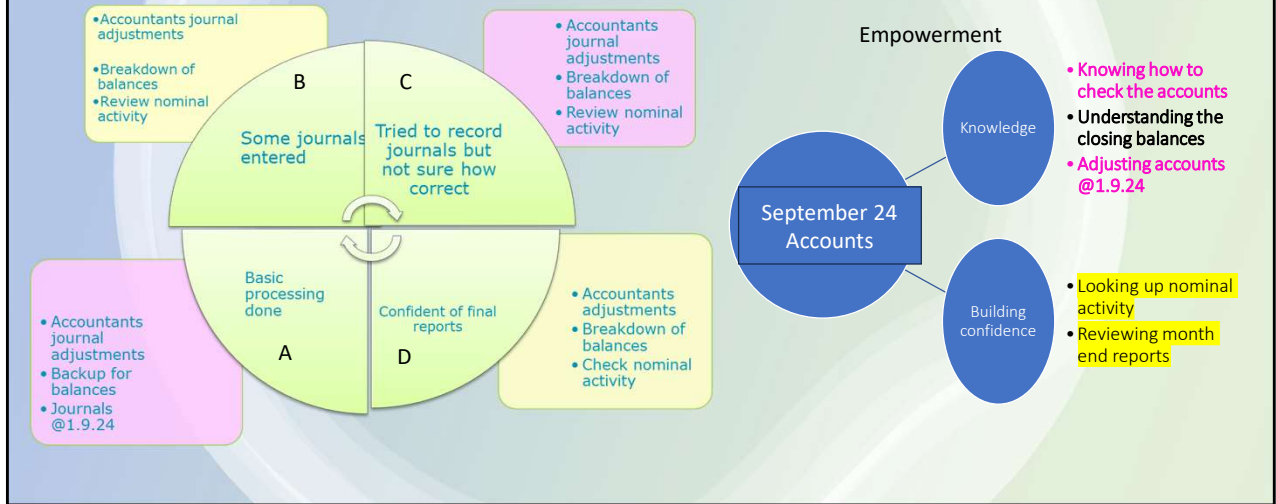 •Accountants journal
adjustments
•Breakdown of
balances
•Review nominal
activity
B
Some journals
entered
C
Tried to record
journals but
not sure how
correct
• Accountants
journal
adjustments
• Breakdown of
balances
• Review nominal
activity
• Accountants
journal
adjustments
• Backup for
balances
• Journals
@1.9.24
Basic
processing
done
A
Confident of final
reports
D
• Accountants
adjustments
• Breakdown of
balances
• Check nominal
activity
Empowerment
September 24
Accounts
Knowledge
• Knowing how to
check the accounts
• Understanding the
closing balances
• Adjusting accounts
@1.9.24
Building
confidence
• Looking up nominal
activity
• Reviewing month
end reports